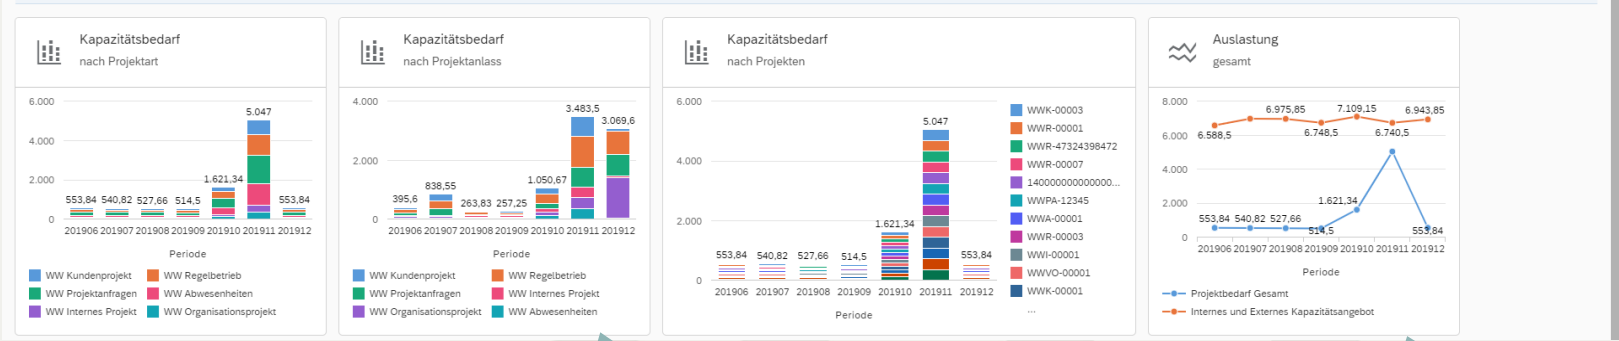 Kapazitätsbedarf
nach Projektart
6.000
4.000
2.000
0
553,84 540,82 527,66 514,5 1.621,34 5.047 553,84
201906 201907 201908 201909 201910 201911 201912
Periode
WW Kundenprojekt WW Regelbetrieb
WW Projektanfragen WW Abwesenheiten
WW Internes Projekt WW Organisationsprojekt
Kapazitätsbedarf
nach Projektanlass
4.000
2.000
0
395,6 838,55 263,83 257,25 1.050,67 3.483,5 3.069,6
201906 201907 201908 201909 201910 201911 201912
Periode
WW Kundenprojekt WW Regelbetrieb
WW Projektanfragen WW Internes Projekt
WW Organisationsprojekt WW Abwesenheiten
Kapazitätsbedarf
nach Projekten
6.000
4.000
2.000
0
553,84 540,82 527,66 514,5 1.621,34 5.047 553,84
201906 201907 201908 201909 201910 201911 201912
Periode
WWK-00003
WWR-00001
WWR-47324398472
WWR-00007
140000000000000...
WWPA-12345
WWA-00001
WWR-00003
WWI-00001
WWVO-00001
WWK-00001
...
Auslastung
gesamt
8.000
6.000
4.000
2.000
0
6.588,5 6.975,85 6.748,5 7.109,15 6.740,5 6.943,85
553,84 540,82 527,66 514,5 1.621,34 553,84
201906 201907 201908 201909 201910 201911 201912
Periode
Projektbedarf Gesamt
Internes und Externes Kapazitätsangebot